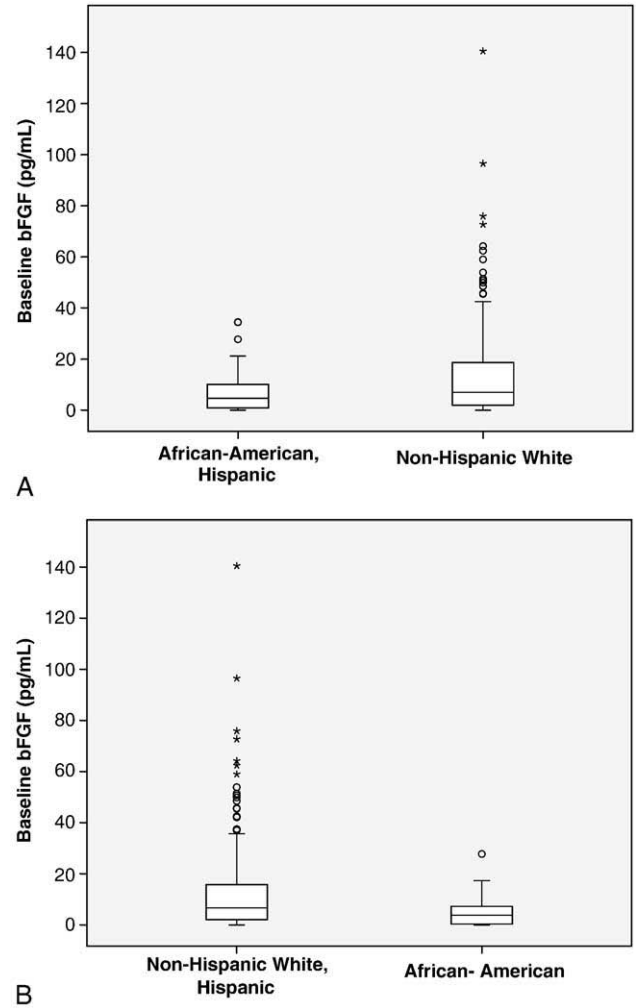 140
120
100
80
60
40
20
0
Baseline bFGF (pg/mL)
African-American,
Hispanic
Non-Hispanic White
A
140
120
100
80
60
40
20
0
Baseline bFGF (pg/mL)
Non-Hispanic White,
Hispanic
African- American
B